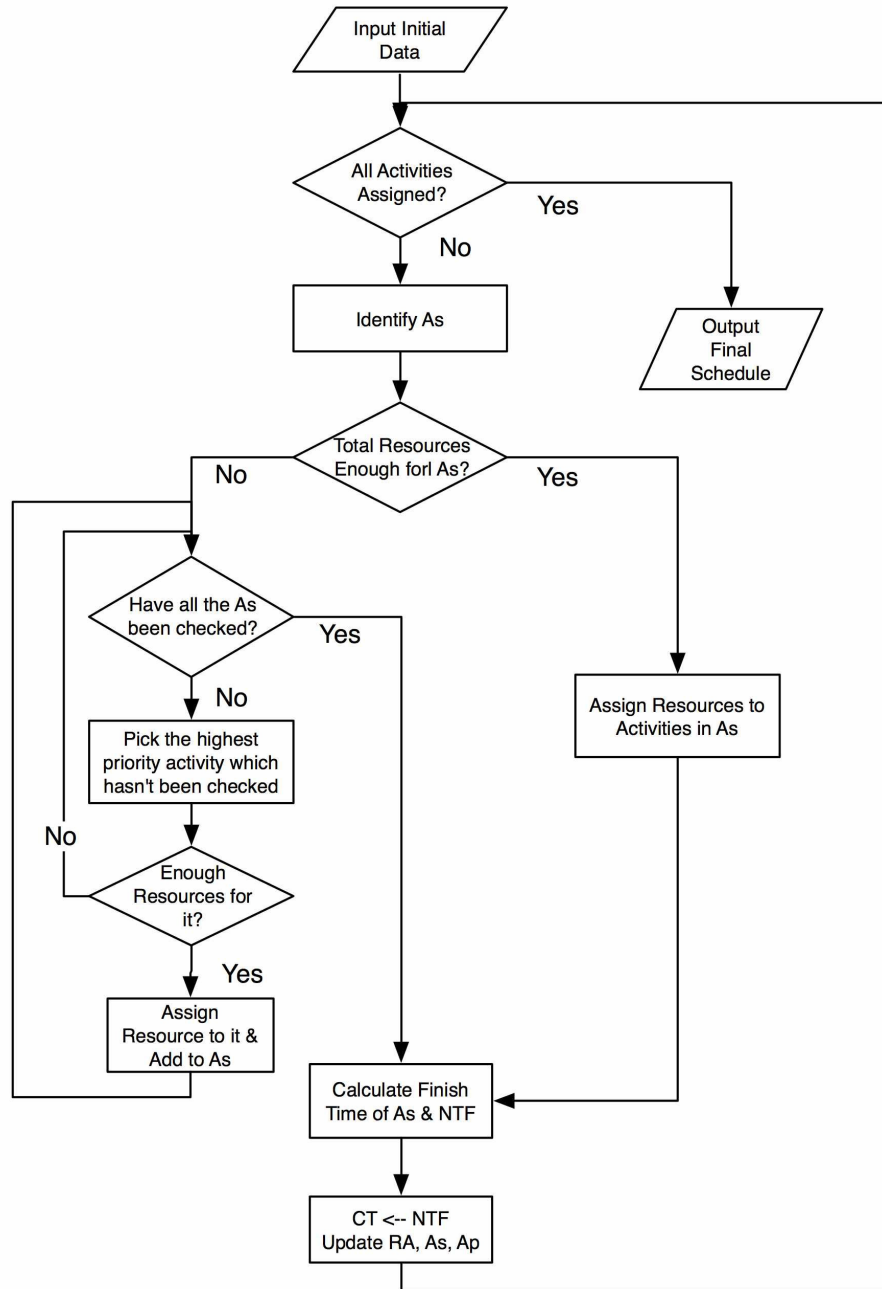 Input Initial
Data
All Activities
Assigned?
Yes
No
Identify As
Output
Final
Schedule
Total Resources
Enough forl As?
No
Yes
Have all the As
been checked?
Yes
No
Pick the highest
priority activity which
hasn't been checked
Assign Resources to
Activities in As
No
Enough
Resources for
it?
Yes
Assign
Resource to it &
Add to As
Calculate Finish
Time of As & NTF
CT <-- NTF
Update RA, As, Ap